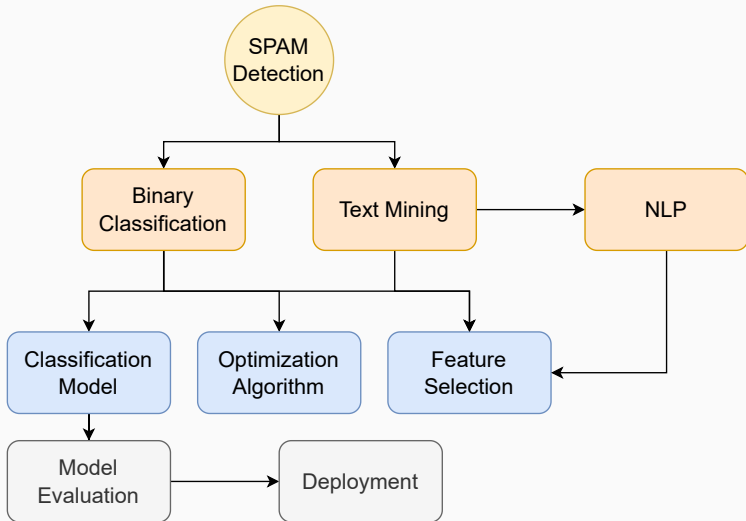 SPAM
Detection
Binary
Classification
Text Mining
NLP
Classification
Model
Optimization
Algorithm
Feature
Selection
Model
Evaluation
Deployment